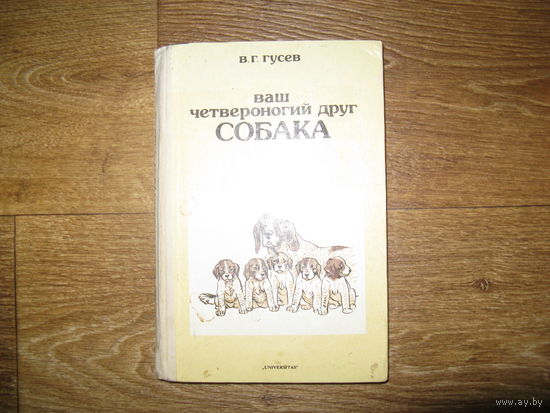 В.Г. ГУСЕВ
ВАШ
ЧЕТВЕРОНОГИЙ ДРУГ
СОБАКА
„UNIVERSITAS”
www.ay.by